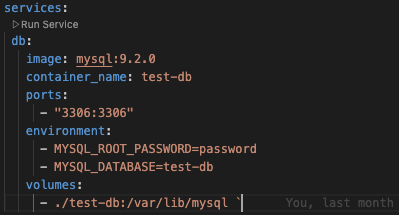 services:
▷Run Service
  db:
    image: mysql:9.2.0
    container_name: test-db
    ports:
      - "3306:3306"
    environment:
      - MYSQL_ROOT_PASSWORD=password
      - MYSQL_DATABASE=test-db
    volumes:
      - ./test-db:/var/lib/mysql ` You, last month